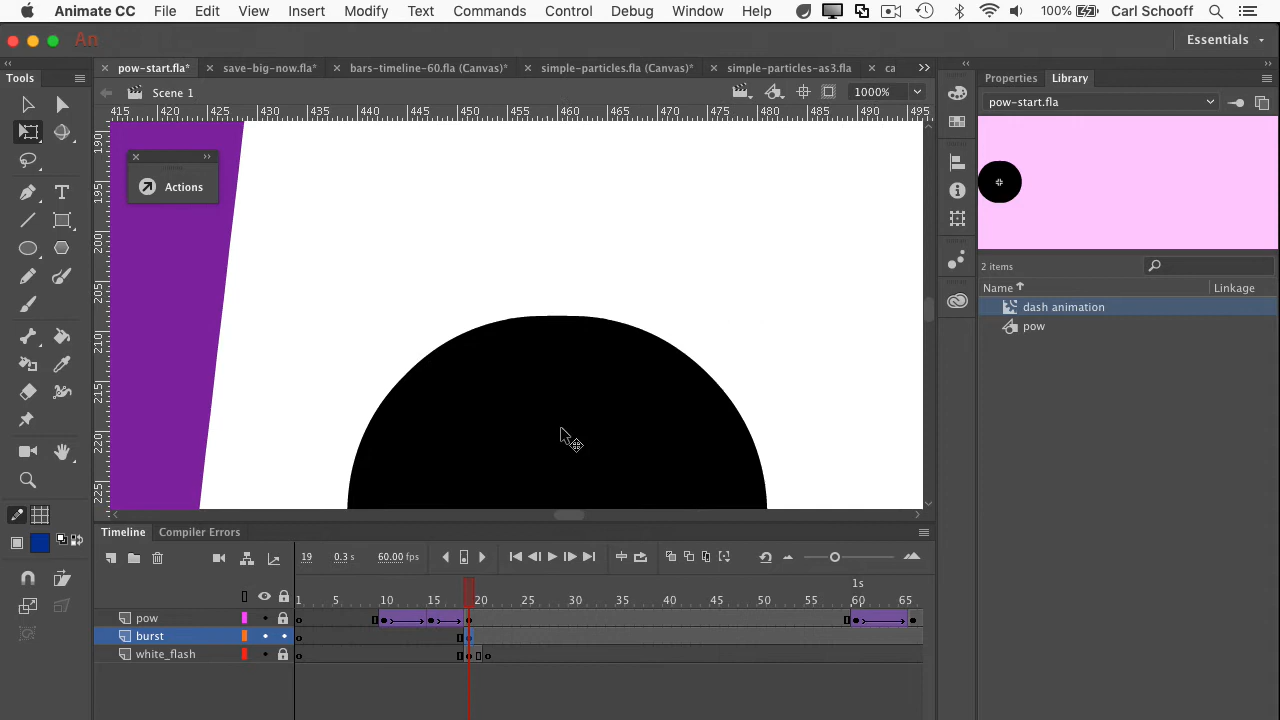 Animate CC File Edit View Insert Modify Text Commands Control Debug Window Help 100% Carl Schooff
An Essentials
Tools
pow-start.fla* save-big-now.fla* bars-timeline-60.fla (Canvas)* simple-particles.fla (Canvas)* simple-particles-as3.fla ca
Properties Library
Scene 1 1000%
pow-start.fla
415 420 425 430 435 440 445 450 455 460 465 470 475 480 485 490 495
190
195
200
205
210
215
220
225
Actions
2 items
Name Linkage
dash animation
pow
Timeline Compiler Errors
19 0.3 s 60.00 fps
1s
1 5 10 15 20 25 30 35 40 45 50 55 60 65
pow
burst
white_flash